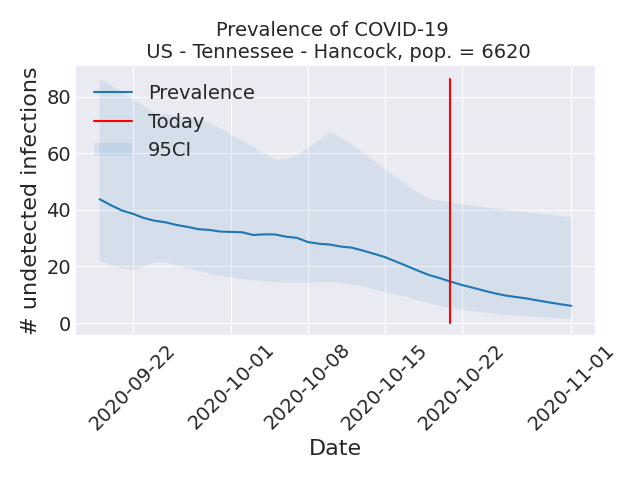 Prevalence of COVID-19
US - Tennessee - Hancock, pop. = 6620
# undetected infections
80
60
40
20
0
Prevalence
Today
95CI
2020-09-22
2020-10-01
2020-10-08
2020-10-15
2020-10-22
2020-11-01
Date